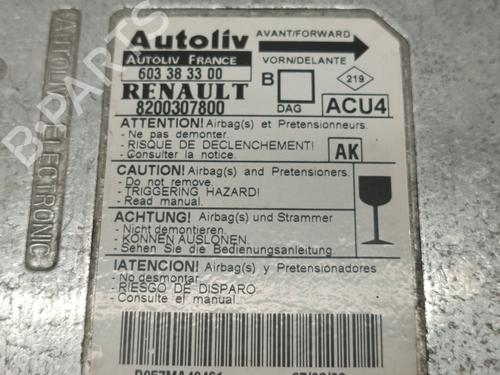 Autoliv
AVANT/FORWARD
AUTOLIV FRANCE
VORN/DELANTE
603 38 33 00
B
219
RENAULT
DAG
ACU4
8200307800
ATTENTION! Airbag(s) et Pretensionneurs.
- Ne pas demonter.
- RISQUE DE DECLENCHEMENT!
- Consulter la notice.
AK
CAUTION! Airbag(s) and Pretensioners.
- Do not remove.
- TRIGGERING HAZARD!
- Read manual.
ACHTUNG! Airbag(s) und Strammer
- Nicht demontieren.
- KÖNNEN AUSLÖSEN.
- Sehen Sie die Bedienungsanleitung
¡ATENCION! Airbag(s) y Pretensionadores
- No desmontar.
- RIESGO DE DISPARO
- Consulte el manual.
AUTOLIV ELECTRONIC
B-PARTS